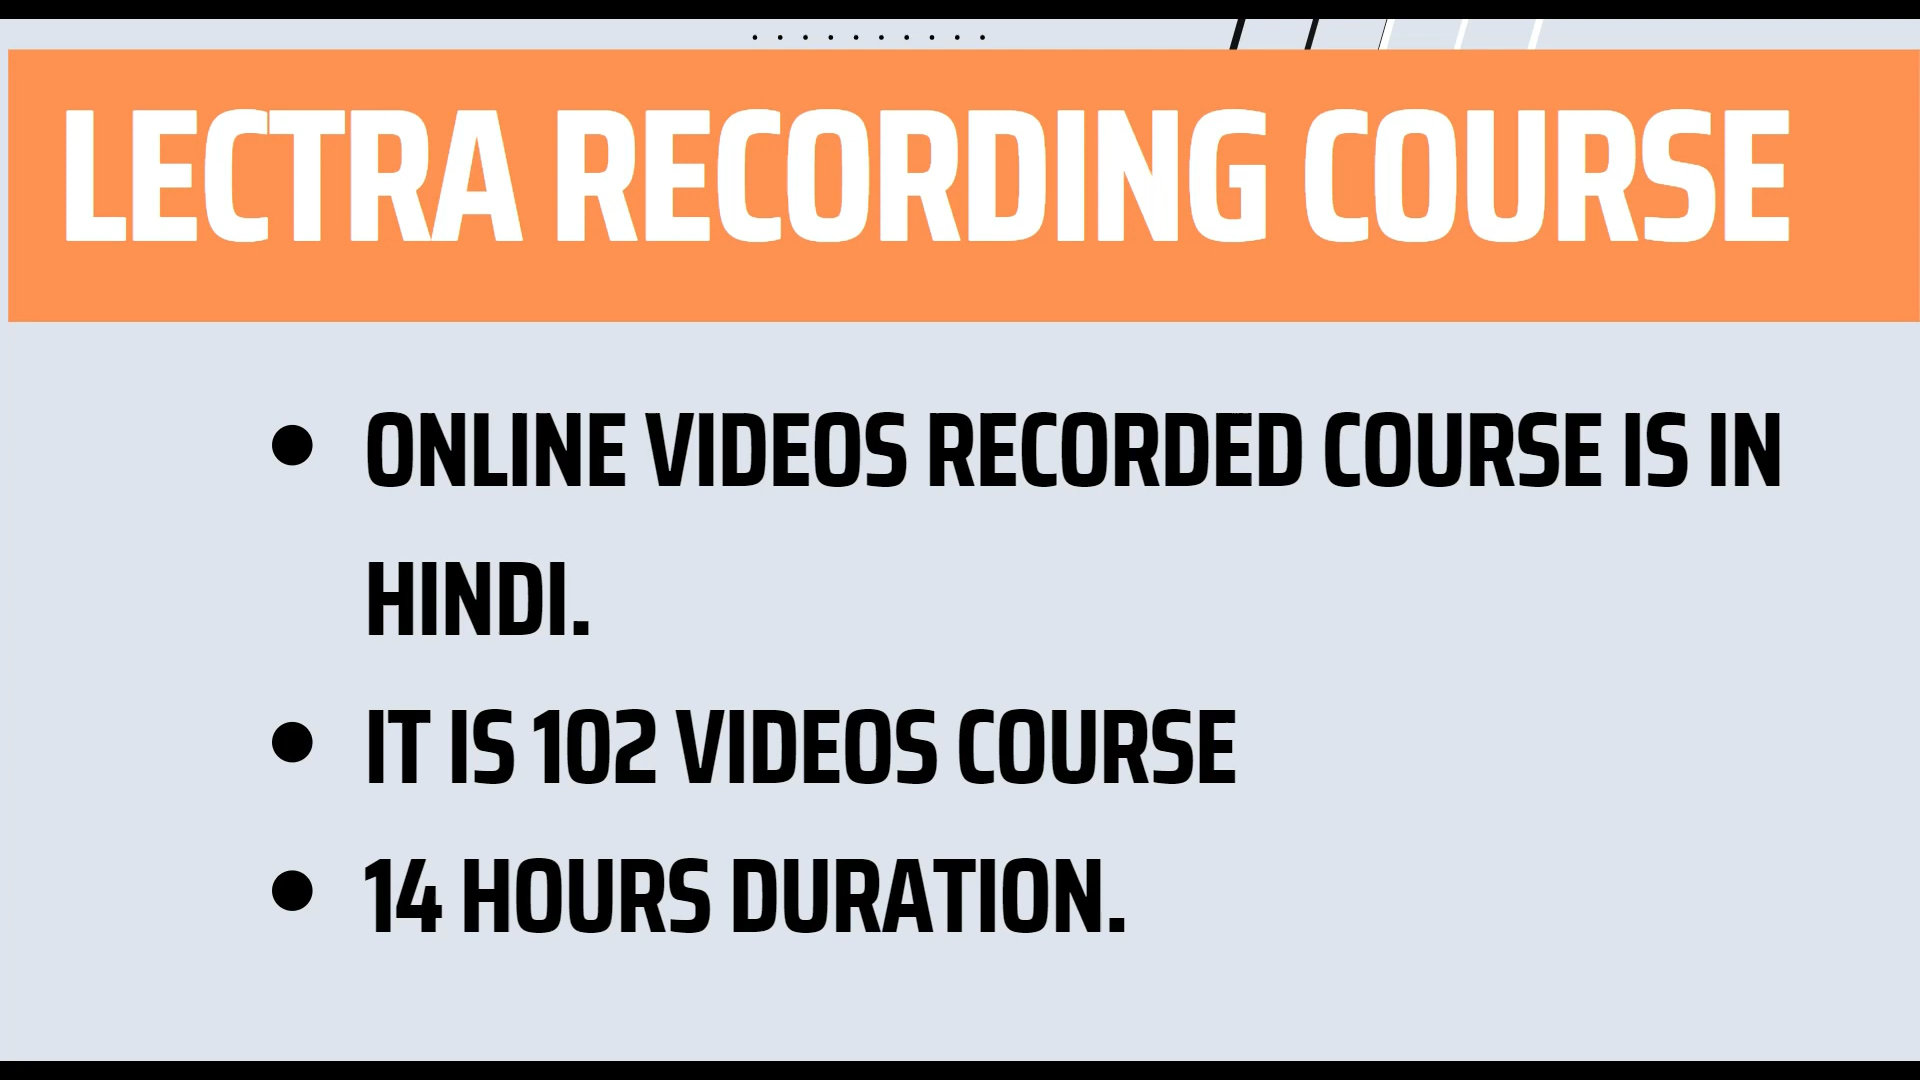 LECTRA RECORDING COURSE
• ONLINE VIDEOS RECORDED COURSE IS IN
HINDI.
• IT IS 102 VIDEOS COURSE
• 14 HOURS DURATION.